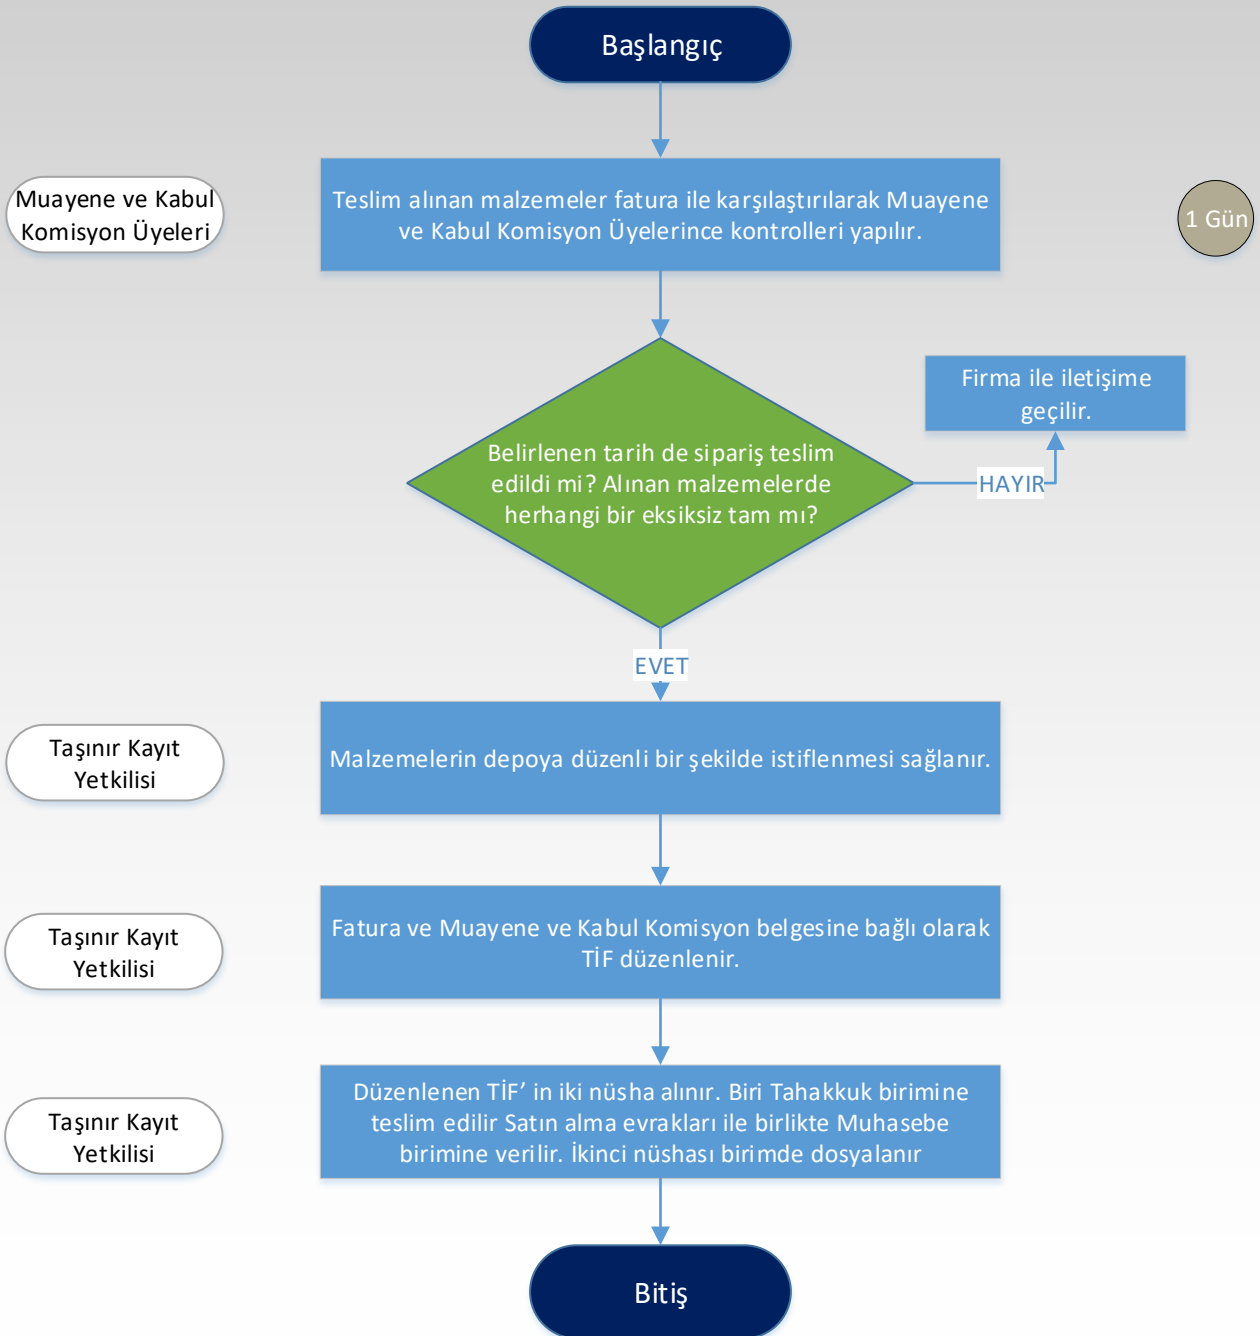 Başlangıç
Muayene ve Kabul
Komisyon Üyeleri
Teslim alınan malzemeler fatura ile karşılaştırılarak Muayene
ve Kabul Komisyon Üyelerince kontrolleri yapılır.
1 Gün
Belirlenen tarih de sipariş teslim
edildi mi? Alınan malzemelerde
herhangi bir eksiksiz tam mı?
HAYIR
Firma ile iletişime
geçilir.
EVET
Taşınır Kayıt
Yetkilisi
Malzemelerin depoya düzenli bir şekilde istiflenmesi sağlanır.
Taşınır Kayıt
Yetkilisi
Fatura ve Muayene ve Kabul Komisyon belgesine bağlı olarak
TİF düzenlenir.
Taşınır Kayıt
Yetkilisi
Düzenlenen TİF’ in iki nüsha alınır. Biri Tahakkuk birimine
teslim edilir Satın alma evrakları ile birlikte Muhasebe
birimine verilir. İkinci nüshası birimde dosyalanır
Bitiş